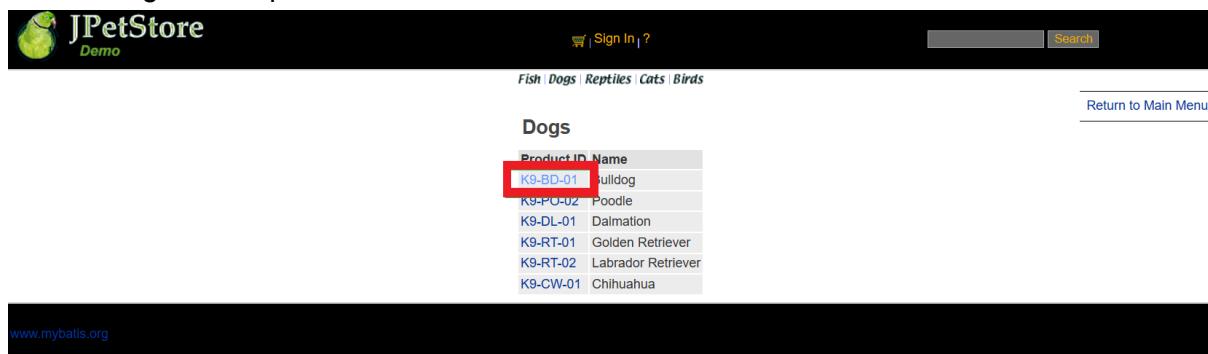 JPetStore
Demo
Sign In | ?
Search
Fish | Dogs | Reptiles | Cats | Birds
Return to Main Menu
Dogs
Product ID Name
K9-BD-01 Bulldog
K9-PO-02 Poodle
K9-DL-01 Dalmation
K9-RT-01 Golden Retriever
K9-RT-02 Labrador Retriever
K9-CW-01 Chihuahua
www.mybatis.org